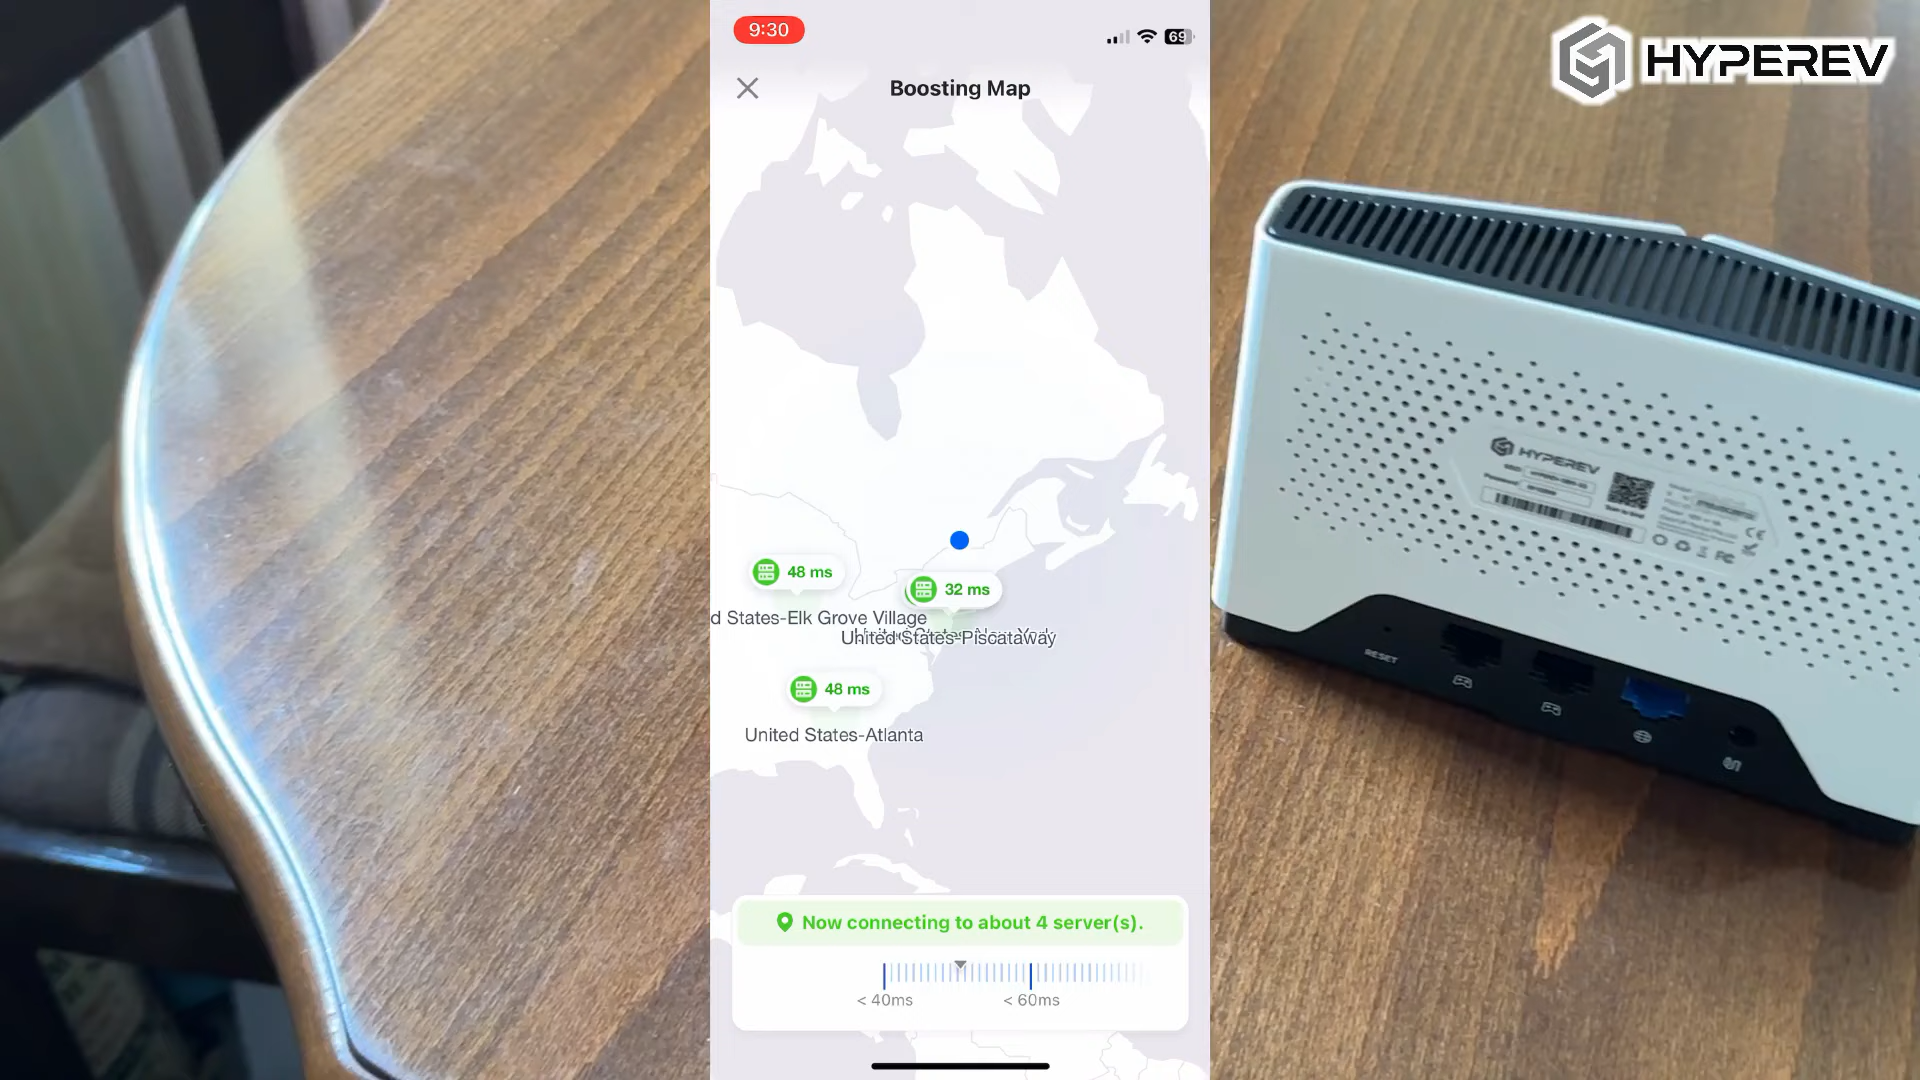 9:30
69
HYPEREV
Boosting Map
48 ms
32 ms
d States-Elk Grove Village
United States-Piscataway
48 ms
United States-Atlanta
HYPEREV
RESET
Now connecting to about 4 server(s).
< 40ms
< 60ms